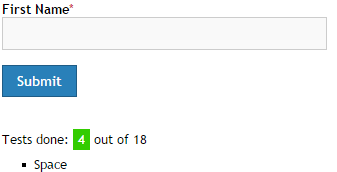 First Name*
Submit
Tests done: 4 out of 18
Space